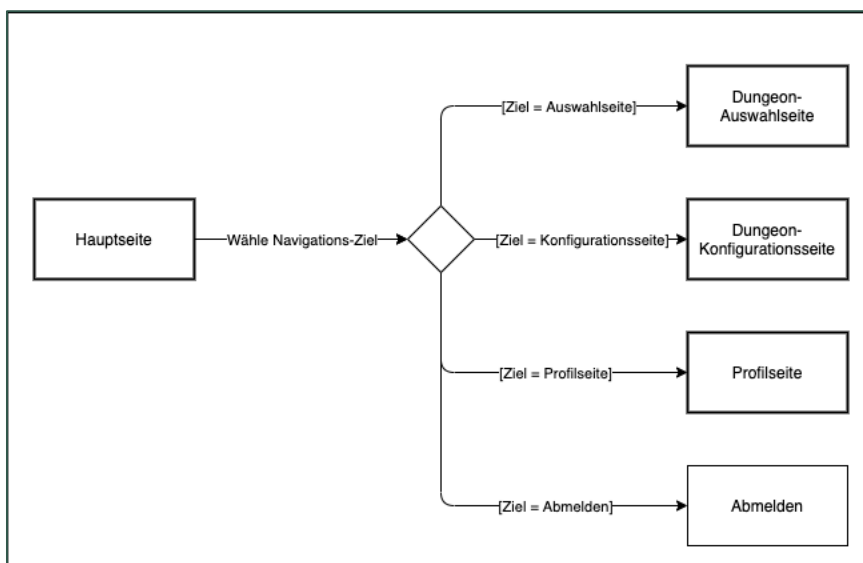 [Ziel = Auswahlseite]
Dungeon-
Auswahlseite
Hauptseite
Wähle Navigations-Ziel
[Ziel = Konfigurationsseite]
Dungeon-
Konfigurationsseite
[Ziel = Profilseite]
Profilseite
[Ziel = Abmelden]
Abmelden